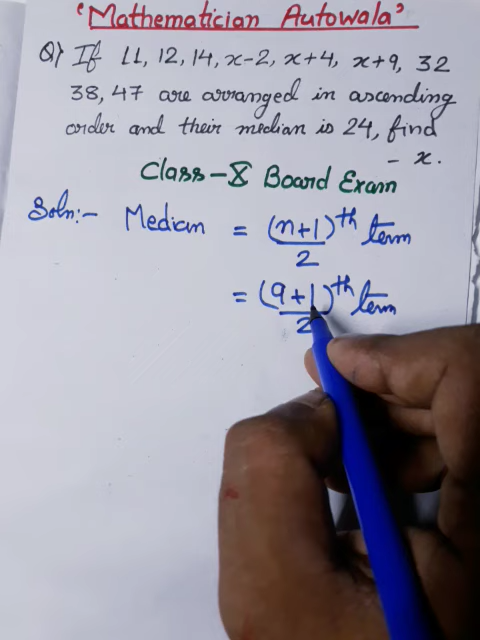 'Mathematician Autowala'
Q) If 11, 12, 14, x-2, x+4, x+9, 32
38, 47 are arranged in ascending
order and their median is 24, find
- x.
Class-X Board Exam
Soln:- Median = (n+1)th term
2
= (9+1)th term
2